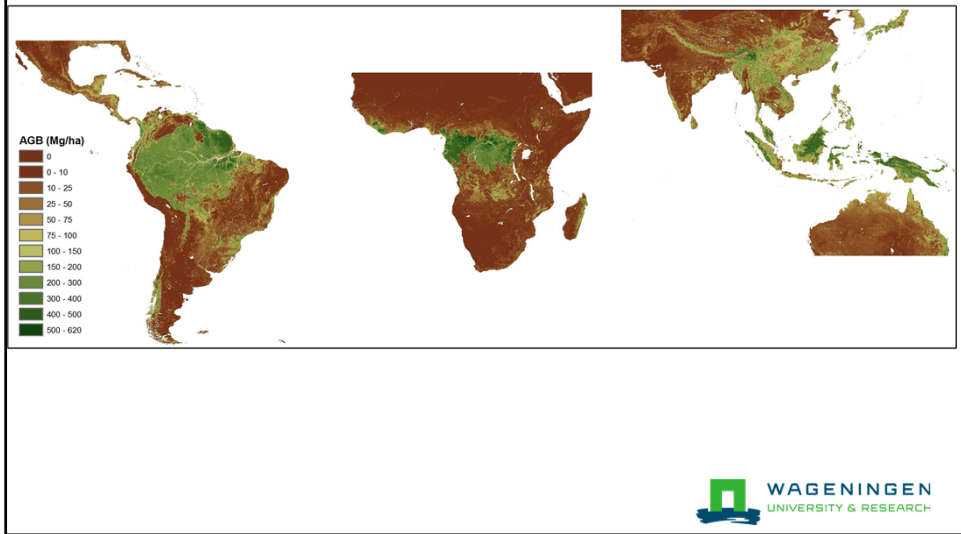 AGB (Mg/ha)
0
0 - 10
10 - 25
25 - 50
50 - 75
75 - 100
100 - 150
150 - 200
200 - 300
300 - 400
400 - 500
500 - 620
WAGENINGEN
UNIVERSITY & RESEARCH